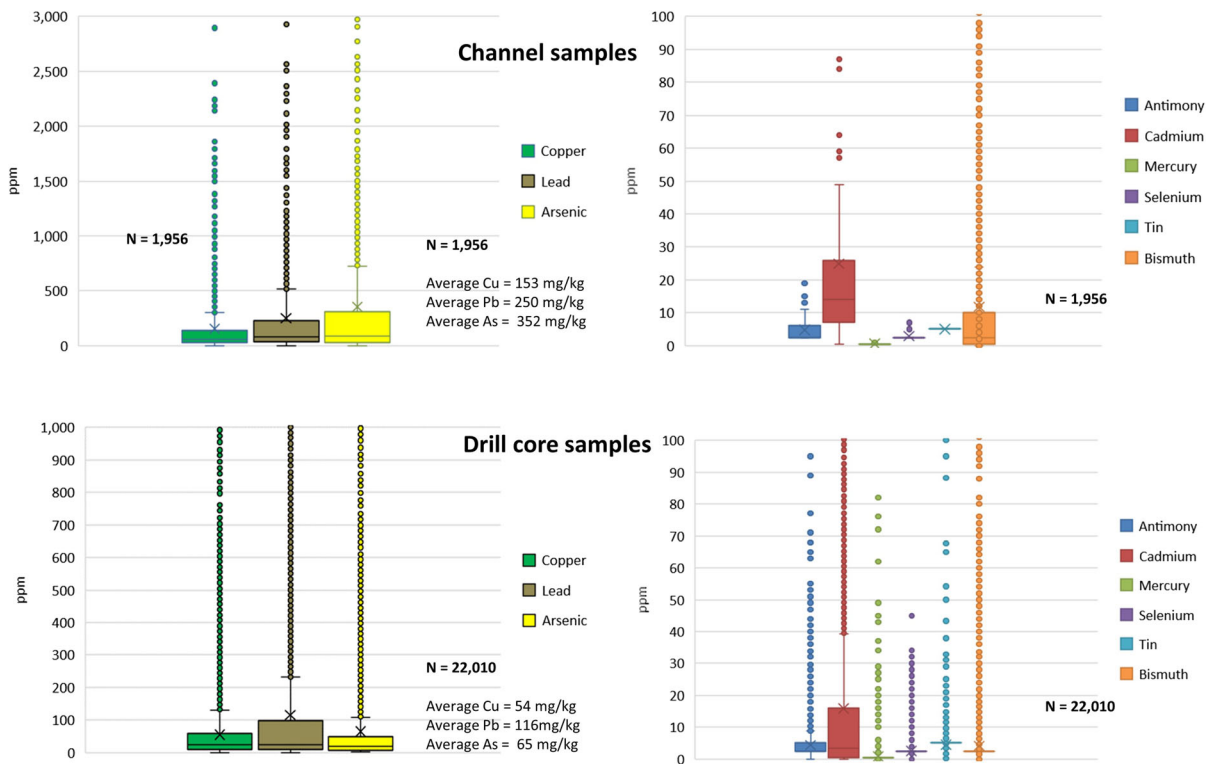 Channel samples
3,000
2,500
2,000
1,500
1,000
500
0
ppm
N = 1,956
Copper
Lead
Arsenic
N = 1,956
Average Cu = 153 mg/kg
Average Pb = 250 mg/kg
Average As = 352 mg/kg
100
90
80
70
60
50
40
30
20
10
0
ppm
Antimony
Cadmium
Mercury
Selenium
Tin
Bismuth
N = 1,956
Drill core samples
1,000
900
800
700
600
500
400
300
200
100
0
ppm
Copper
Lead
Arsenic
N = 22,010
Average Cu = 54 mg/kg
Average Pb = 116mg/kg
Average As = 65 mg/kg
100
90
80
70
60
50
40
30
20
10
0
ppm
Antimony
Cadmium
Mercury
Selenium
Tin
Bismuth
N = 22,010